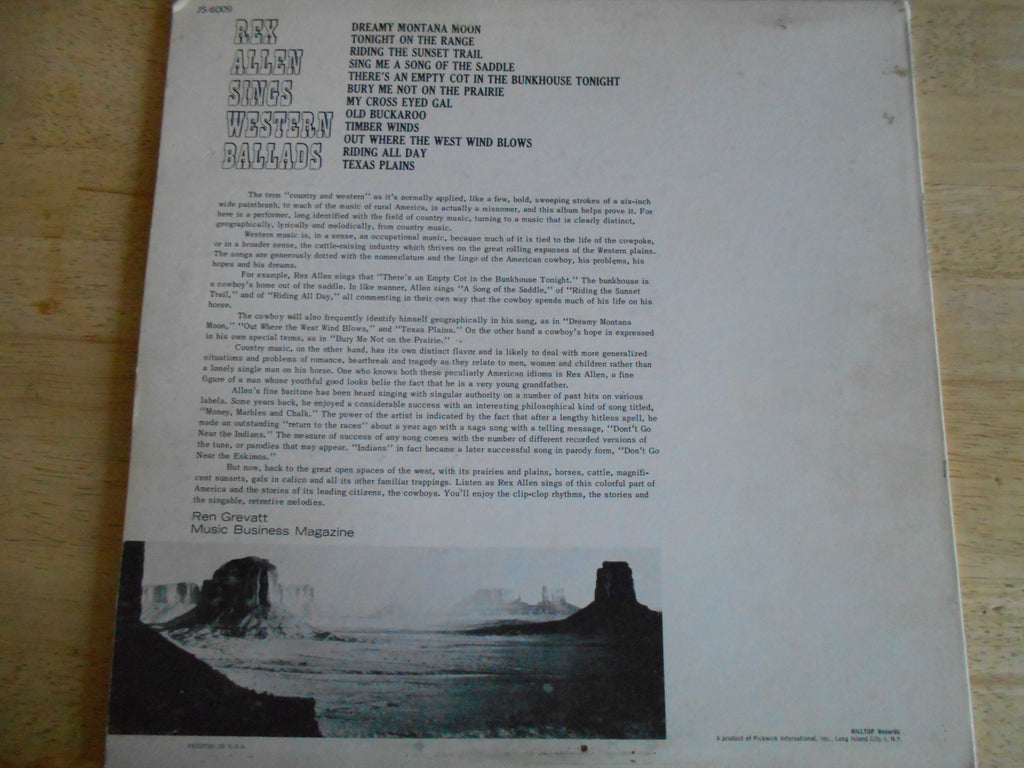 JS-6009
REX
ALLEN
SINGS
WESTERN
BALLADS
DREAMY MONTANA MOON
TONIGHT ON THE RANGE
RIDING THE SUNSET TRAIL
SING ME A SONG OF THE SADDLE
THERE'S AN EMPTY COT IN THE BUNKHOUSE TONIGHT
BURY ME NOT ON THE PRAIRIE
MY CROSS EYED GAL
OLD BUCKAROO
TIMBER WINDS
OUT WHERE THE WEST WIND BLOWS
RIDING ALL DAY
TEXAS PLAINS
The term "country and western" as it's normally applied, like a few, bold, sweeping strokes of a six-inch
wide paintbrush, to much of the music of rural America, is actually a misnomer, and this album helps prove it. For
here is a performer, long identified with the field of country music, turning to a music that is clearly distinct,
geographically, lyrically and melodically, from country music.
Western music is, in a sense, an occupational music, because much of it is tied to the life of the cowpoke,
or in a broader sense, the cattle-raising industry which thrives on the great rolling expanses of the Western plains.
The songs are generously dotted with the nomenclature and the lingo of the American cowboy, his problems, his
hopes and his dreams.
For example, Rex Allen sings that "There's an Empty Cot in the Bunkhouse Tonight." The bunkhouse is
a cowboy's home out of the saddle. In like manner, Allen sings "A Song of the Saddle," of "Riding the Sunset
Trail," and of "Riding All Day," all commenting in their own way that the cowboy spends much of his life on his
horse.
The cowboy will also frequently identify himself geographically in his song, as in "Dreamy Montana
Moon," "Out Where the West Wind Blows," and "Texas Plains." On the other hand a cowboy's hope is expressed
in his own special terms, as in "Bury Me Not on the Prairie."
Country music, on the other hand, has its own distinct flavor and is likely to deal with more generalized
situations and problems of romance, heartbreak and tragedy as they relate to men, women and children rather than
a lonely single man on his horse. One who knows both these peculiarly American idioms is Rex Allen, a fine
figure of a man whose youthful good looks belie the fact that he is a very young grandfather.
Allen's fine baritone has been heard singing with singular authority on a number of past hits on various
labels. Some years back, he enjoyed a considerable success with an interesting philosophical kind of song titled,
"Money, Marbles and Chalk." The power of the artist is indicated by the fact that after a lengthy hitless spell, he
made an outstanding "return to the races" about a year ago with a saga song with a telling message, "Dont't Go
Near the Indians." The measure of success of any song comes with the number of different recorded versions of
the tune, or parodies that may appear. "Indians" in fact became a later successful song in parody form, "Don't Go
Near the Eskimos."
But now, back to the great open spaces of the west, with its prairies and plains, horses, cattle, magnifi-
cent sunsets, gals in calico and all its other familiar trappings. Listen as Rex Allen sings of this colorful part of
America and the stories of its leading citizens, the cowboys. You'll enjoy the clip-clop rhythms, the stories and
the singable, retentive melodies.
Ren Grevatt
Music Business Magazine
PRINTED IN U.S.A.
HILLTOP Records
A product of Pickwick International, Inc., Long Island City 1, N.Y.